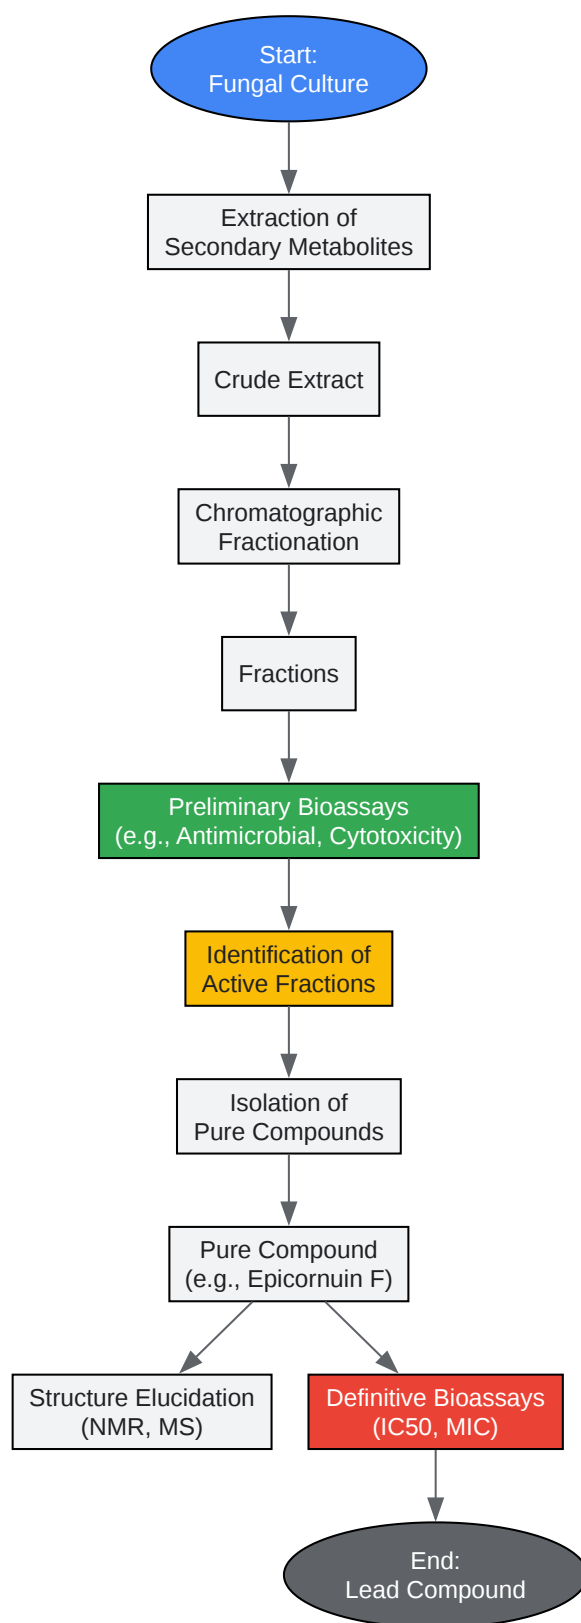 Start:
Fungal Culture
Extraction of
Secondary Metabolites
Crude Extract
Chromatographic
Fractionation
Fractions
Preliminary Bioassays
(e.g., Antimicrobial, Cytotoxicity)
Identification of
Active Fractions
Isolation of
Pure Compounds
Pure Compound
(e.g., Epicornuin F)
Structure Elucidation
(NMR, MS)
Definitive Bioassays
(IC50, MIC)
End:
Lead Compound